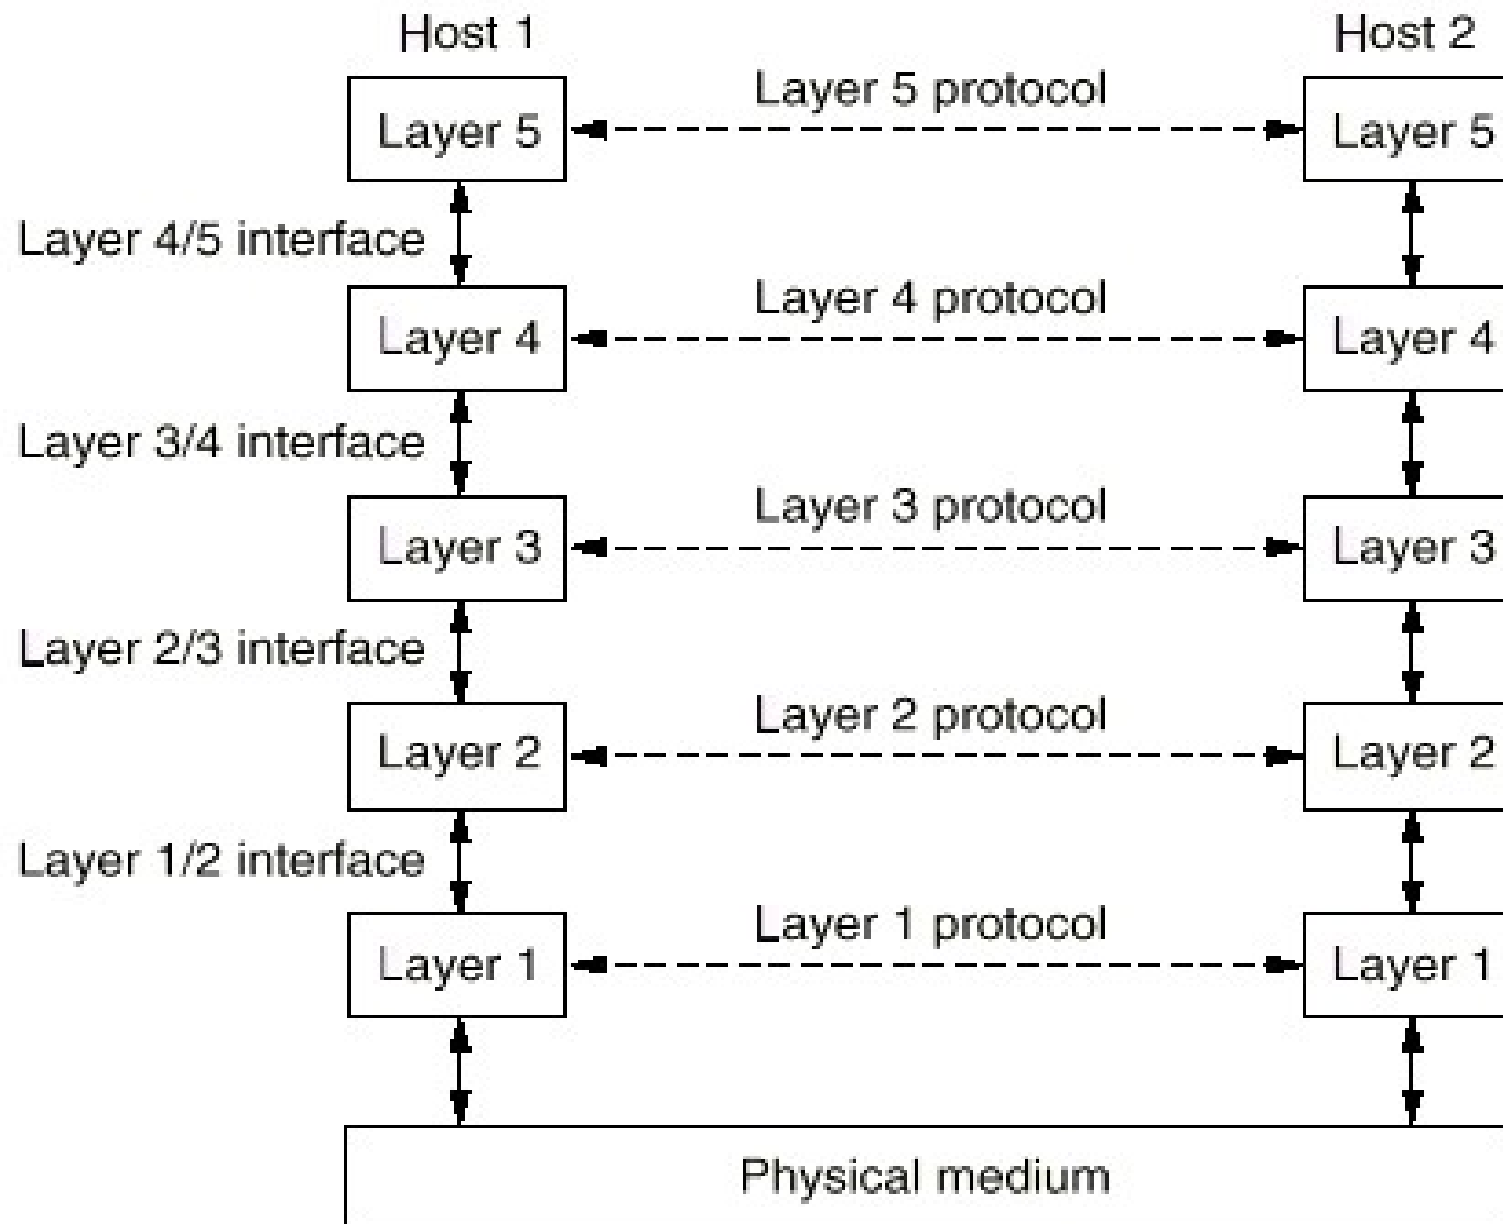 Host 1
Host 2
Layer 5 protocol
Layer 5
Layer 5
Layer 4/5 interface
Layer 4 protocol
Layer 4
Layer 4
Layer 3/4 interface
Layer 3 protocol
Layer 3
Layer 3
Layer 2/3 interface
Layer 2 protocol
Layer 2
Layer 2
Layer 1/2 interface
Layer 1 protocol
Layer 1
Layer 1
Physical medium